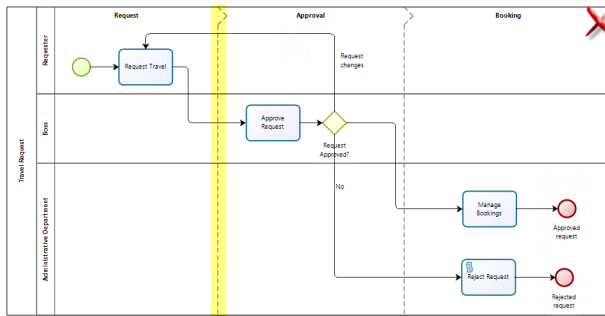 Request
Approval
Booking
Travel Request
Requester
Request Travel
Request
changes
Boss
Approve
Request
Request
Approved?
Administrative Department
No
Manage
Bookings
Approved
request
Reject Request
Rejected
request